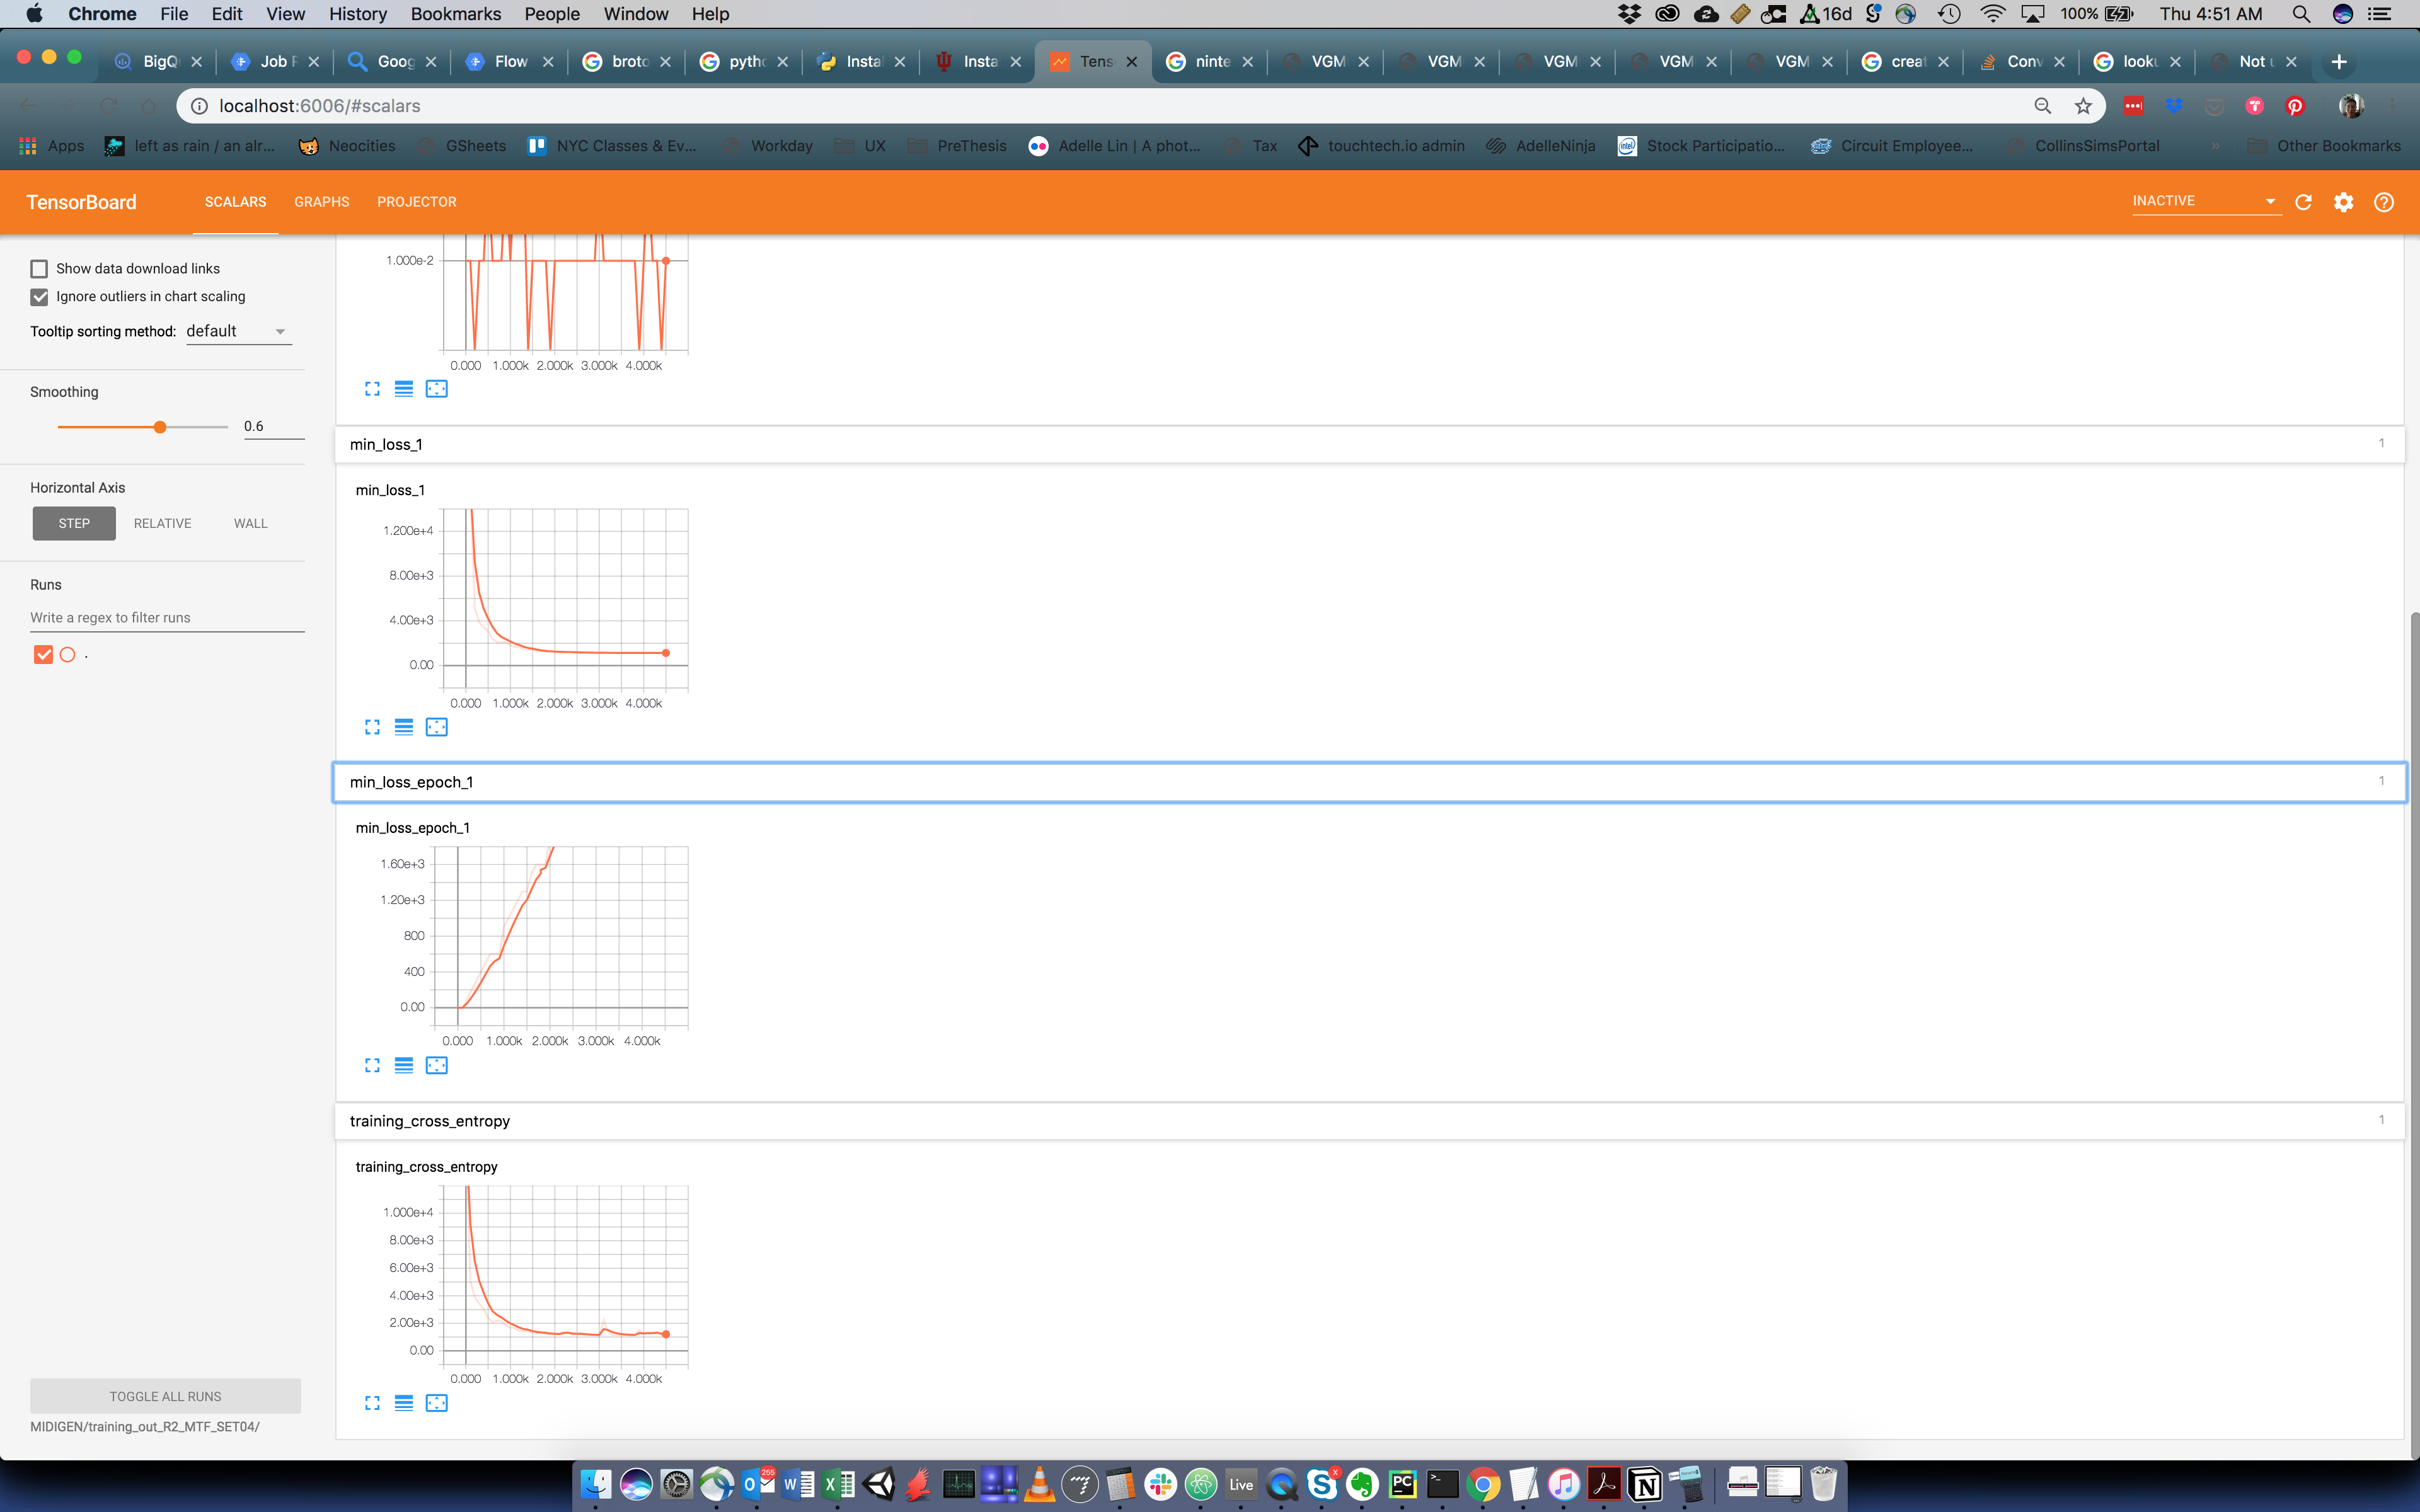 Chrome File Edit View History Bookmarks People Window Help 16d 100% Thu 4:51 AM
BigQ Job F Goog Flow broto pytho Instal Insta Tens ninte VGM VGM VGM VGM VGM creat Conv looku Not u
localhost:6006/#scalars
Apps left as rain / an alr... Neocities GSheets NYC Classes & Ev... Workday UX PreThesis Adelle Lin | A phot... Tax touchtech.io admin AdelleNinja Stock Participatio... Circuit Employee... CollinsSimsPortal » Other Bookmarks
TensorBoard SCALARS GRAPHS PROJECTOR INACTIVE
Show data download links
Ignore outliers in chart scaling
Tooltip sorting method: default
Smoothing
0.6
Horizontal Axis
STEP RELATIVE WALL
Runs
Write a regex to filter runs
.
TOGGLE ALL RUNS
MIDIGEN/training_out_R2_MTF_SET04/
1.000e-2
0.000 1.000k 2.000k 3.000k 4.000k
min_loss_1 1
min_loss_1
1.200e+4
8.00e+3
4.00e+3
0.00
0.000 1.000k 2.000k 3.000k 4.000k
min_loss_epoch_1 1
min_loss_epoch_1
1.60e+3
1.20e+3
800
400
0.00
0.000 1.000k 2.000k 3.000k 4.000k
training_cross_entropy 1
training_cross_entropy
1.000e+4
8.00e+3
6.00e+3
4.00e+3
2.00e+3
0.00
0.000 1.000k 2.000k 3.000k 4.000k
255
Live
PC